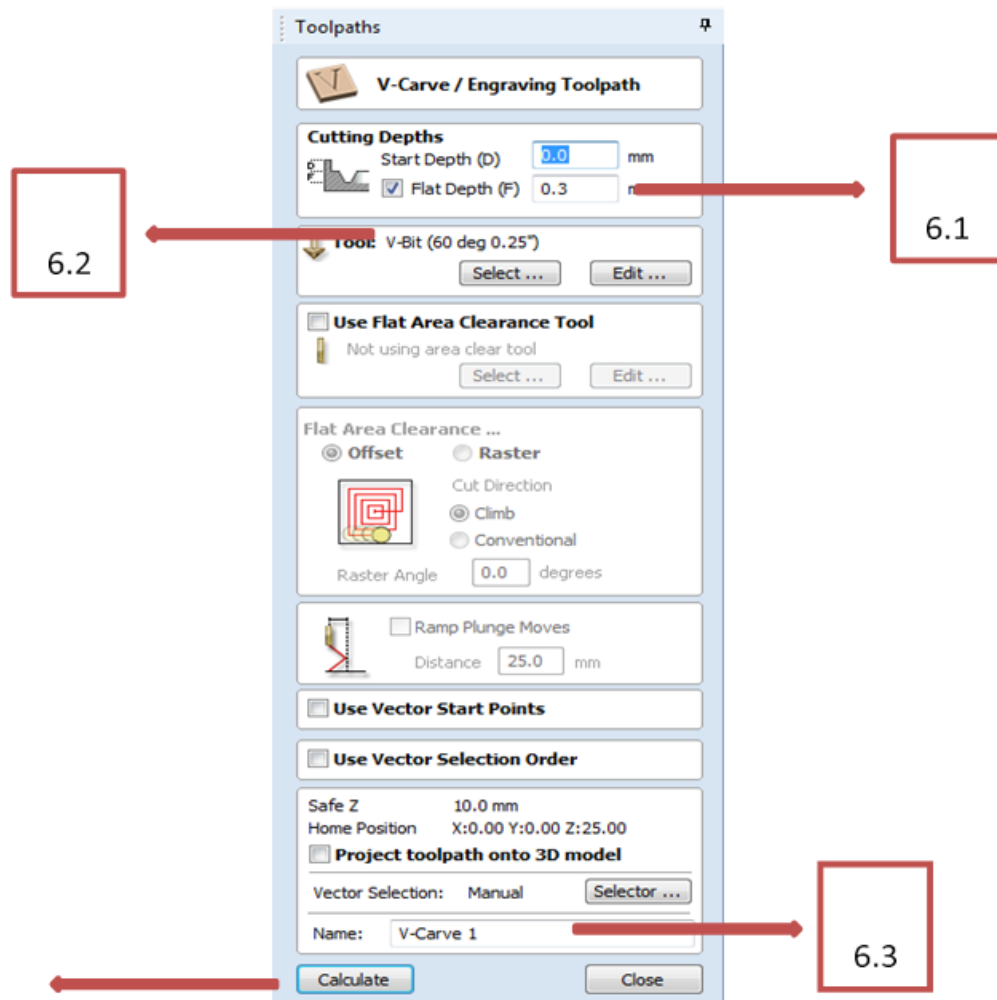 Toolpaths
V-Carve / Engraving Toolpath
Cutting Depths
Start Depth (D) 0.0 mm
Flat Depth (F) 0.3
6.1
6.2
Tool: V-Bit (60 deg 0.25")
Select ... Edit ...
Use Flat Area Clearance Tool
Not using area clear tool
Select ... Edit ...
Flat Area Clearance ...
Offset Raster
Cut Direction
Climb
Conventional
Raster Angle 0.0 degrees
Ramp Plunge Moves
Distance 25.0 mm
Use Vector Start Points
Use Vector Selection Order
Safe Z 10.0 mm
Home Position X:0.00 Y:0.00 Z:25.00
Project toolpath onto 3D model
Vector Selection: Manual Selector ...
Name: V-Carve 1
6.3
Calculate Close